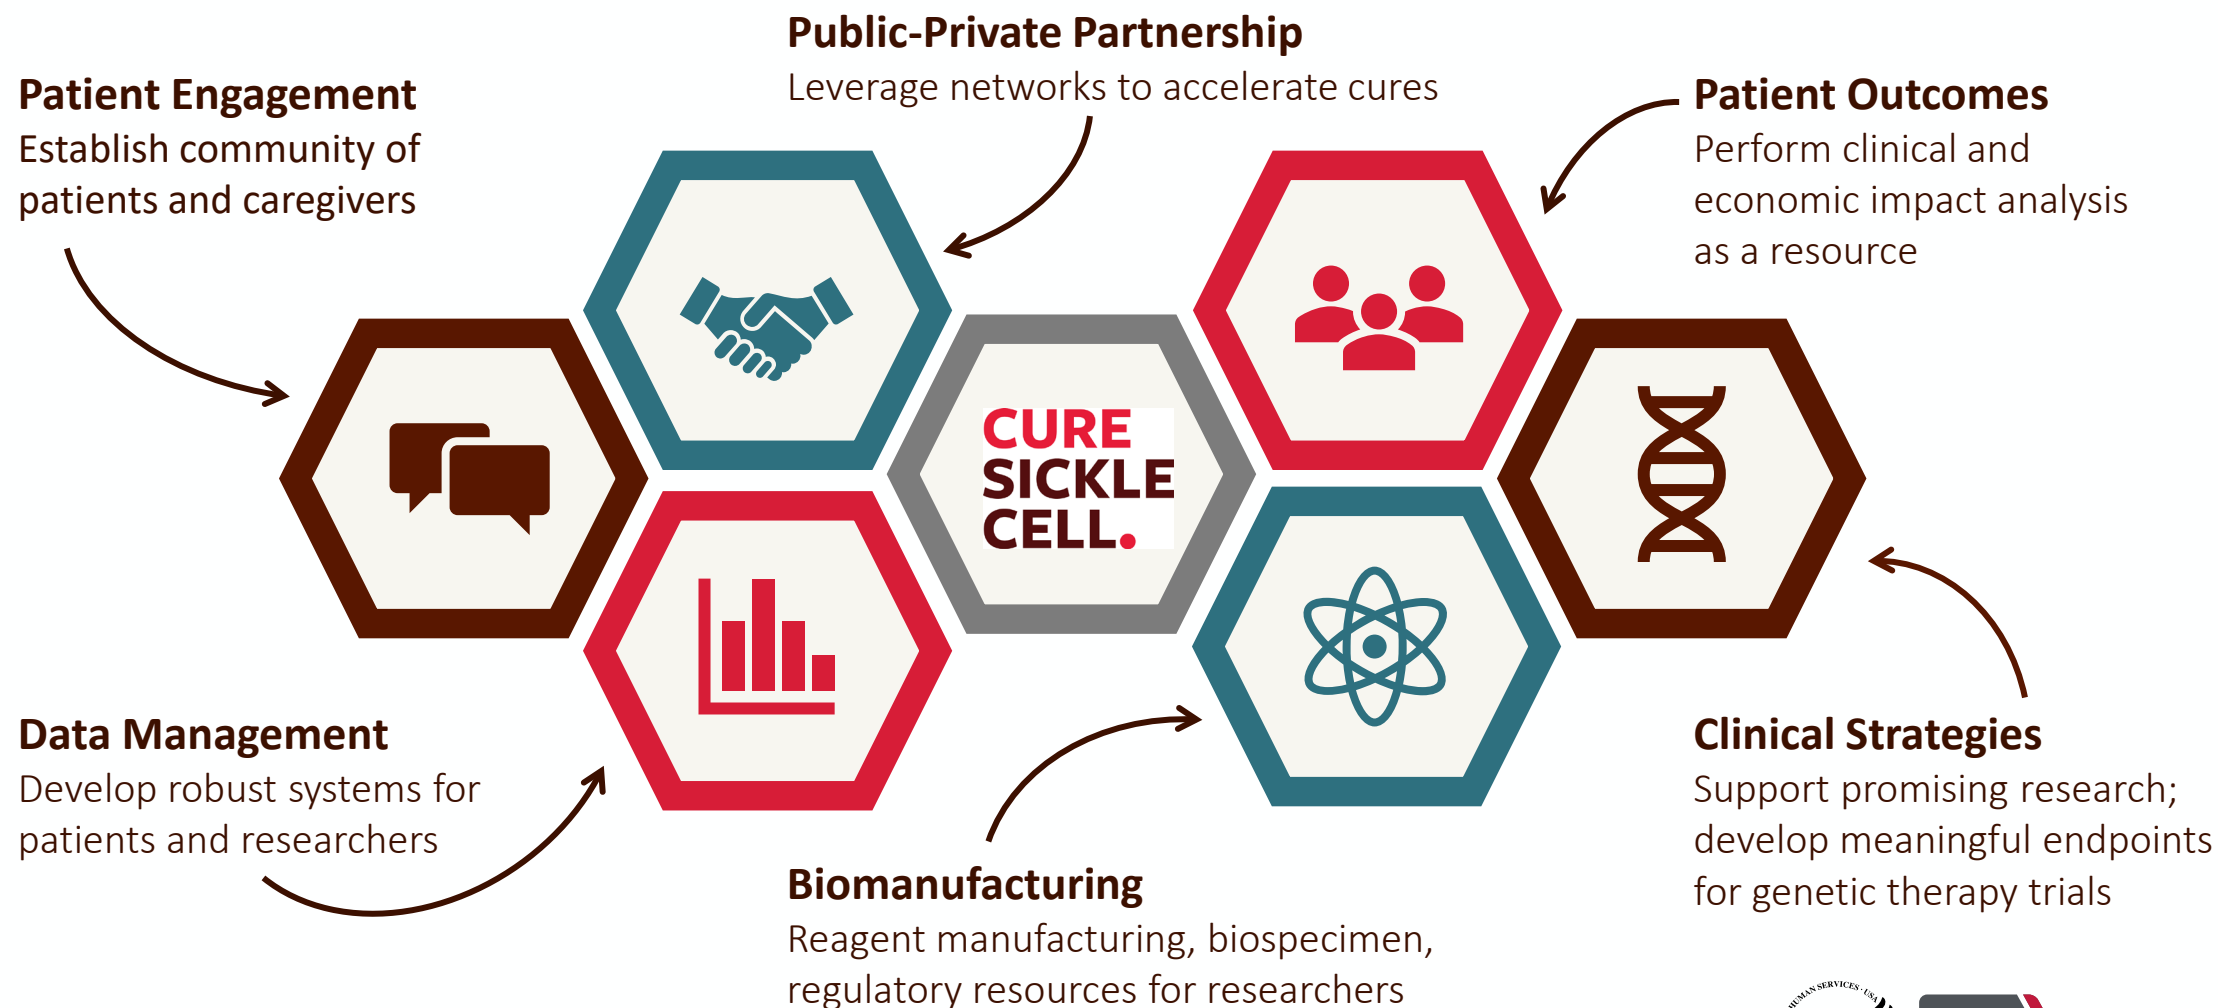 Public-Private Partnership
Leverage networks to accelerate cures
Patient Engagement
Establish community of
patients and caregivers
Patient Outcomes
Perform clinical and
economic impact analysis
as a resource
CURE
SICKLE
CELL.
Data Management
Develop robust systems for
patients and researchers
Biomanufacturing
Reagent manufacturing, biospecimen,
regulatory resources for researchers
Clinical Strategies
Support promising research;
develop meaningful endpoints
for genetic therapy trials
HUMAN SERVICES · USA